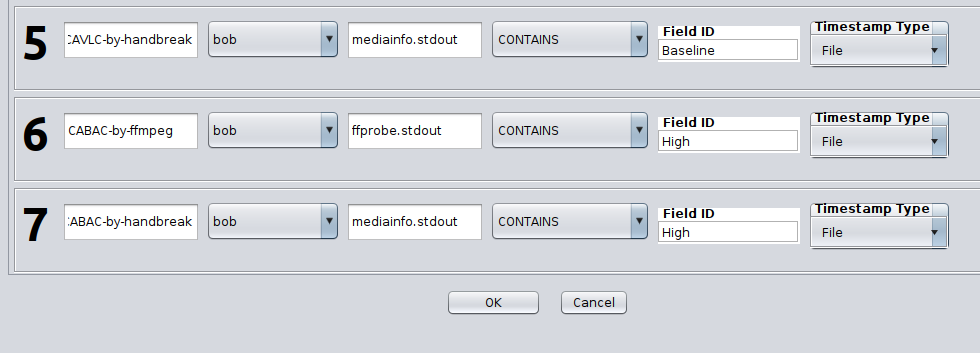 5 CAVLC-by-handbreak bob mediainfo.stdout CONTAINS Field ID Baseline Timestamp Type File
6 CABAC-by-ffmpeg bob ffprobe.stdout CONTAINS Field ID High Timestamp Type File
7 ABAC-by-handbreak bob mediainfo.stdout CONTAINS Field ID High Timestamp Type File
OK Cancel